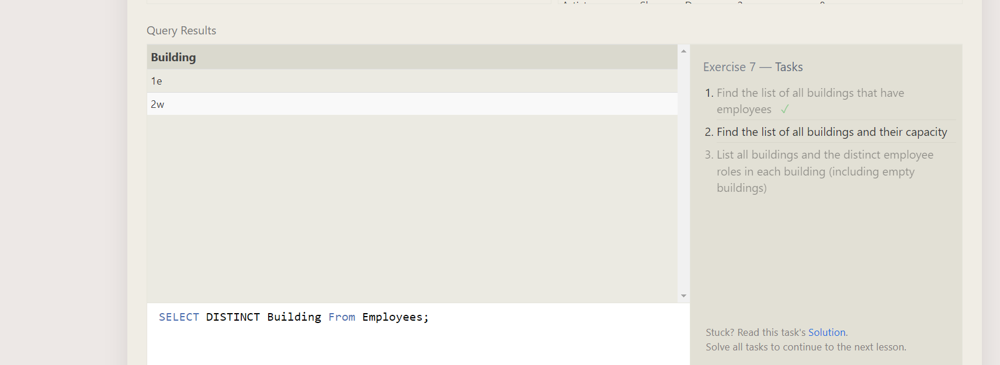 Query Results
Building
1e
2w
SELECT DISTINCT Building From Employees;
Exercise 7 — Tasks
1. Find the list of all buildings that have
employees ✓
2. Find the list of all buildings and their capacity
3. List all buildings and the distinct employee
roles in each building (including empty
buildings)
Stuck? Read this task's Solution.
Solve all tasks to continue to the next lesson.